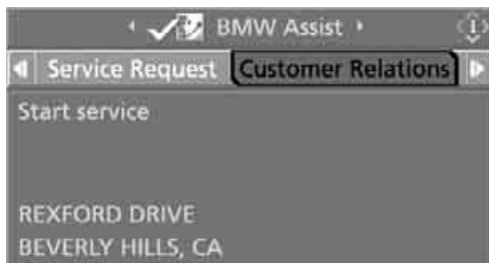 BMW Assist
Service Request Customer Relations
Start service
REXFORD DRIVE
BEVERLY HILLS, CA